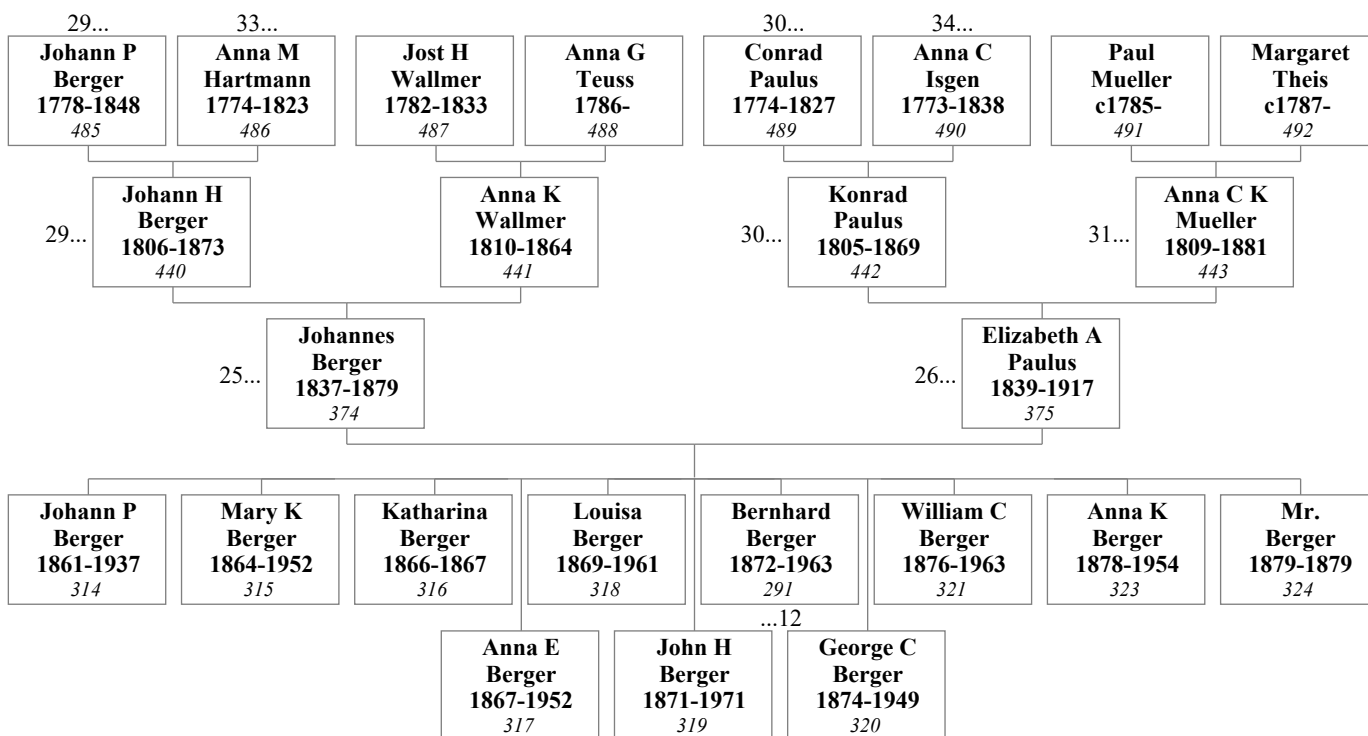 29...
33...
30...
34...
Johann P
Berger
1778-1848
485
Anna M
Hartmann
1774-1823
486
Jost H
Wallmer
1782-1833
487
Anna G
Teuss
1786-
488
Conrad
Paulus
1774-1827
489
Anna C
Isgen
1773-1838
490
Paul
Mueller
c1785-
491
Margaret
Theis
c1787-
492
29...
Johann H
Berger
1806-1873
440
Anna K
Wallmer
1810-1864
441
30...
Konrad
Paulus
1805-1869
442
31...
Anna C K
Mueller
1809-1881
443
25...
Johannes
Berger
1837-1879
374
26...
Elizabeth A
Paulus
1839-1917
375
Johann P
Berger
1861-1937
314
Mary K
Berger
1864-1952
315
Katharina
Berger
1866-1867
316
Louisa
Berger
1869-1961
318
Bernhard
Berger
1872-1963
291
...12
William C
Berger
1876-1963
321
Anna K
Berger
1878-1954
323
Mr.
Berger
1879-1879
324
Anna E
Berger
1867-1952
317
John H
Berger
1871-1971
319
George C
Berger
1874-1949
320